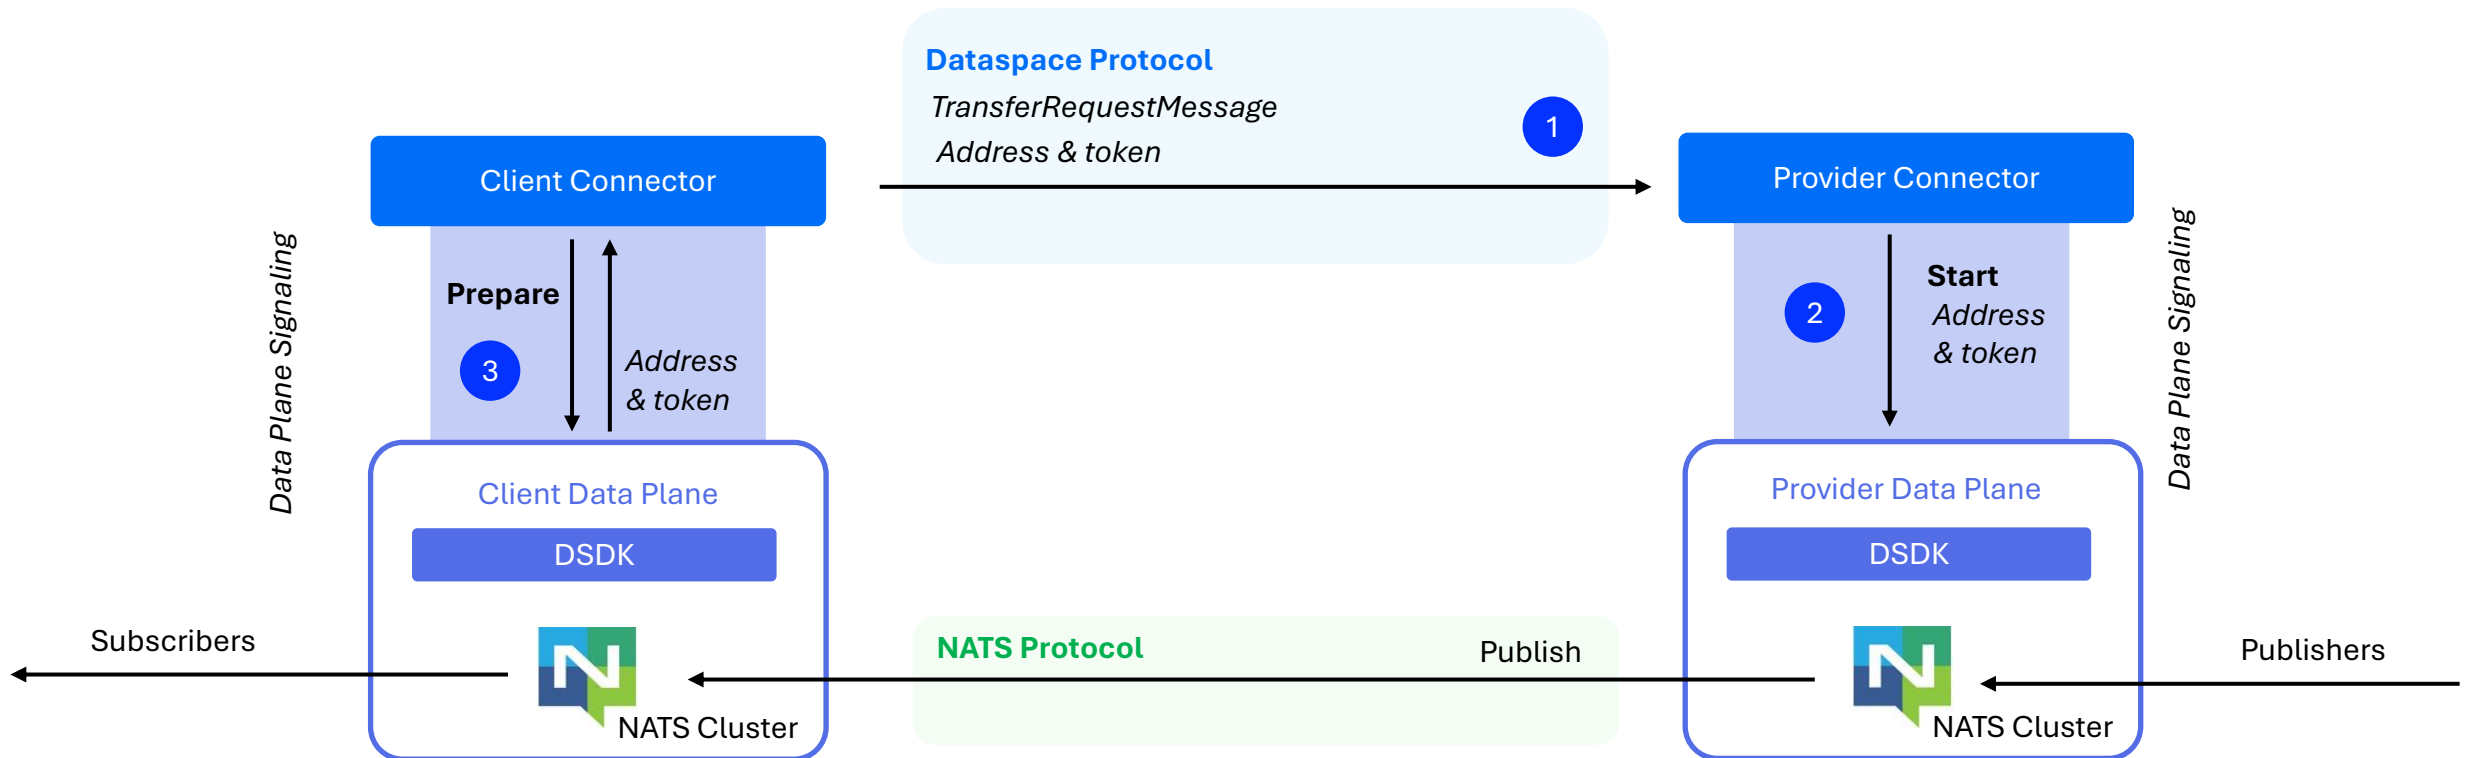 Dataspace Protocol
TransferRequestMessage
Address & token
1
Client Connector
Provider Connector
Data Plane Signaling
Prepare
3
Address
& token
2
Start
Address
& token
Data Plane Signaling
Client Data Plane
DSDK
Provider Data Plane
DSDK
Subscribers
N
NATS Cluster
NATS Protocol
Publish
N
NATS Cluster
Publishers